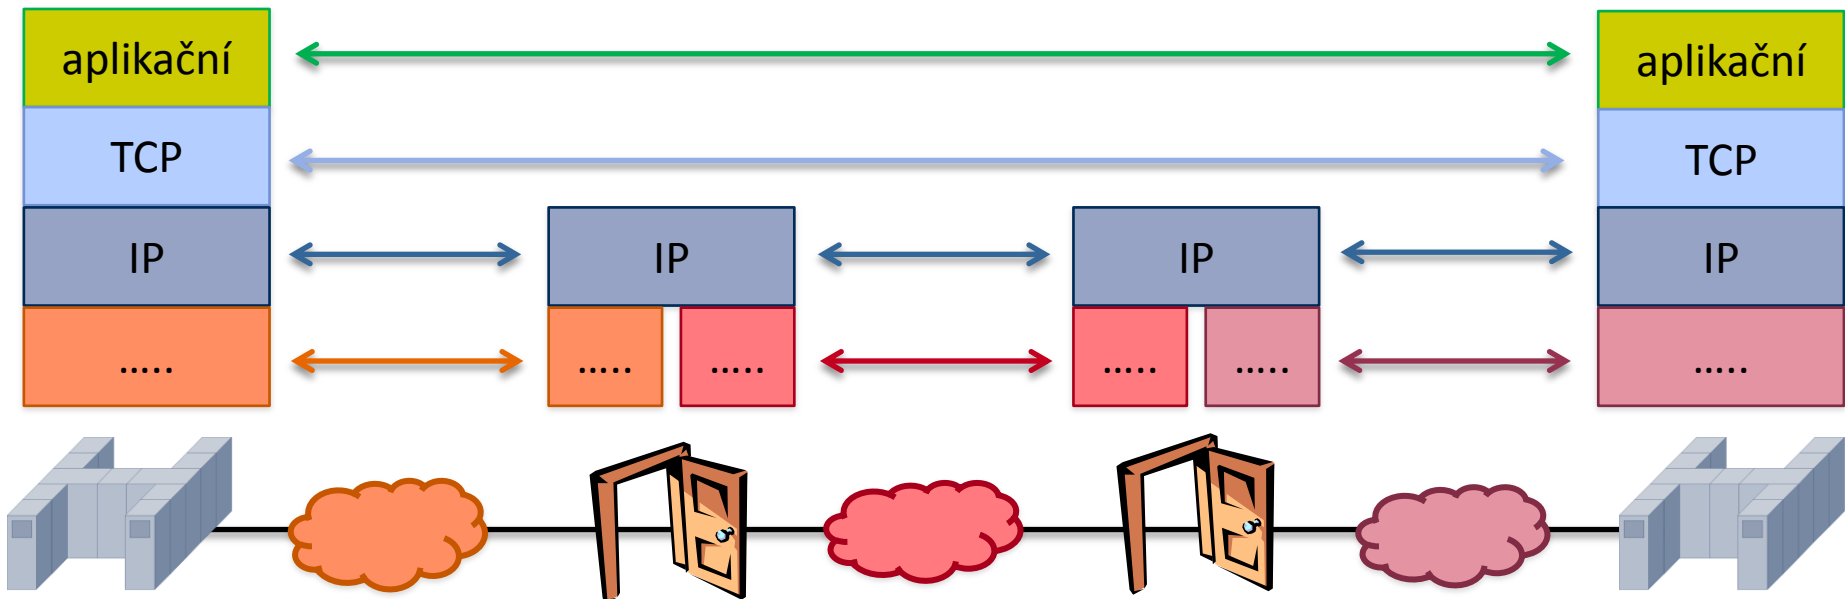 aplikační
aplikační
TCP
TCP
IP
IP
IP
IP
.....
.....
.....
.....
.....
.....